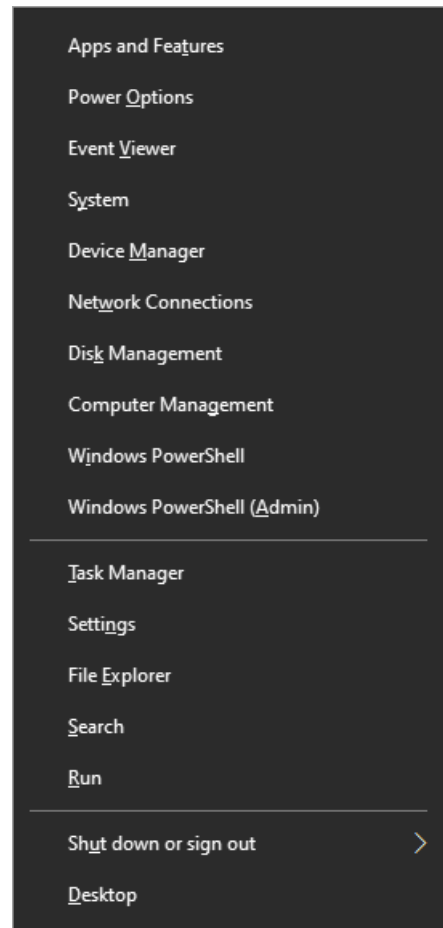 Apps and Features
Power Options
Event Viewer
System
Device Manager
Network Connections
Disk Management
Computer Management
Windows PowerShell
Windows PowerShell (Admin)
Task Manager
Settings
File Explorer
Search
Run
Shut down or sign out
Desktop